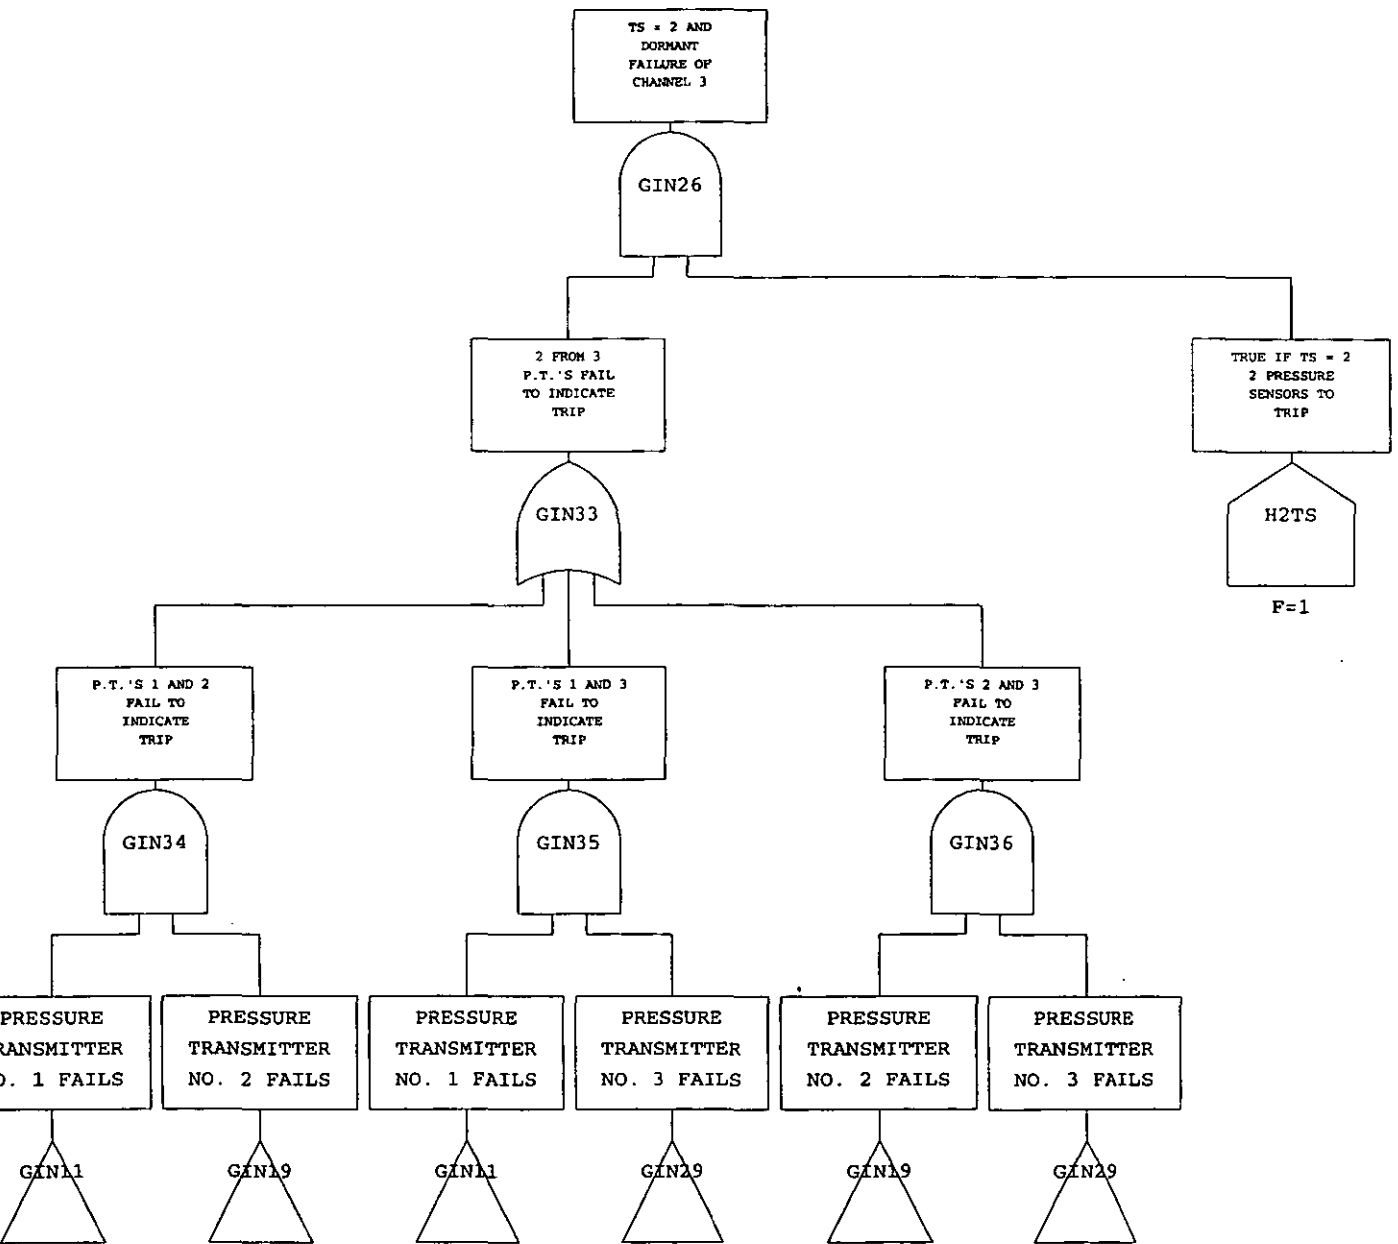 TS = 2 AND
DORMANT
FAILURE OF
CHANNEL 3
GIN26
2 FROM 3
P.T.'S FAIL
TO INDICATE
TRIP
TRUE IF TS = 2
2 PRESSURE
SENSORS TO
TRIP
GIN33
H2TS
F=1
P.T.'S 1 AND 2
FAIL TO
INDICATE
TRIP
P.T.'S 1 AND 3
FAIL TO
INDICATE
TRIP
P.T.'S 2 AND 3
FAIL TO
INDICATE
TRIP
GIN34
GIN35
GIN36
PRESSURE
RANSMITTER
O. 1 FAILS
PRESSURE
TRANSMITTER
NO. 2 FAILS
PRESSURE
TRANSMITTER
NO. 1 FAILS
PRESSURE
TRANSMITTER
NO. 3 FAILS
PRESSURE
TRANSMITTER
NO. 2 FAILS
PRESSURE
TRANSMITTER
NO. 3 FAILS
GIN11
GIN19
GIN11
GIN29
GIN19
GIN29